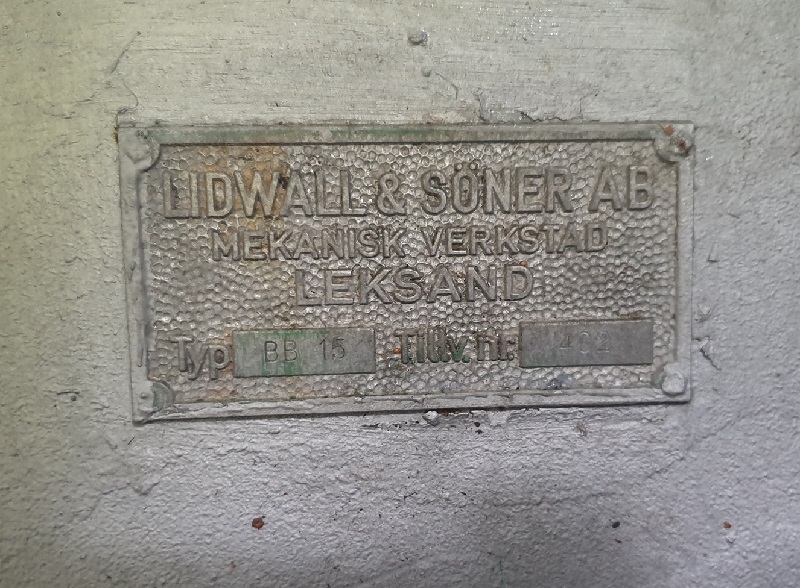 LIDWALL & SÖNER AB
MEKANISK VERKSTAD
LEKSAND
Typ BB 15 Tillv. nr.